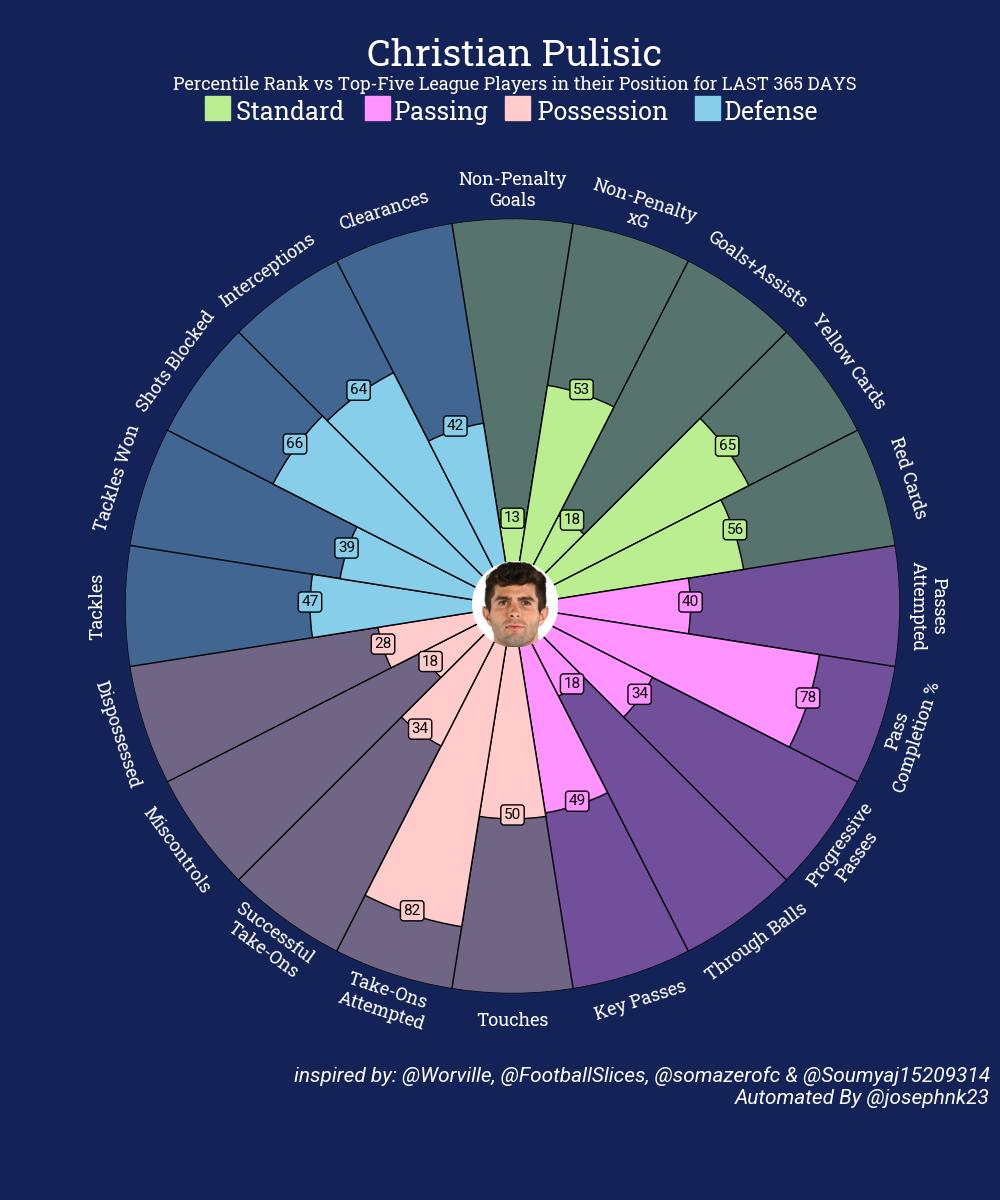 Christian Pulisic
Percentile Rank vs Top-Five League Players in their Position for LAST 365 DAYS
Standard Passing Possession Defense
Non-Penalty
Goals
Non-Penalty
xG
Goals+Assists
Yellow Cards
Red Cards
Passes
Attempted
Pass
Completion %
Progressive
Passes
Through Balls
Key Passes
Touches
Take-Ons
Attempted
Successful
Take-Ons
Miscontrols
Dispossessed
Tackles
Tackles Won
Shots Blocked
Interceptions
Clearances
13
53
18
65
56
40
78
34
18
49
50
82
34
18
28
47
39
66
64
42
inspired by: @Worville, @FootballSlices, @somazerofc & @Soumyaj15209314
Automated By @josephnk23